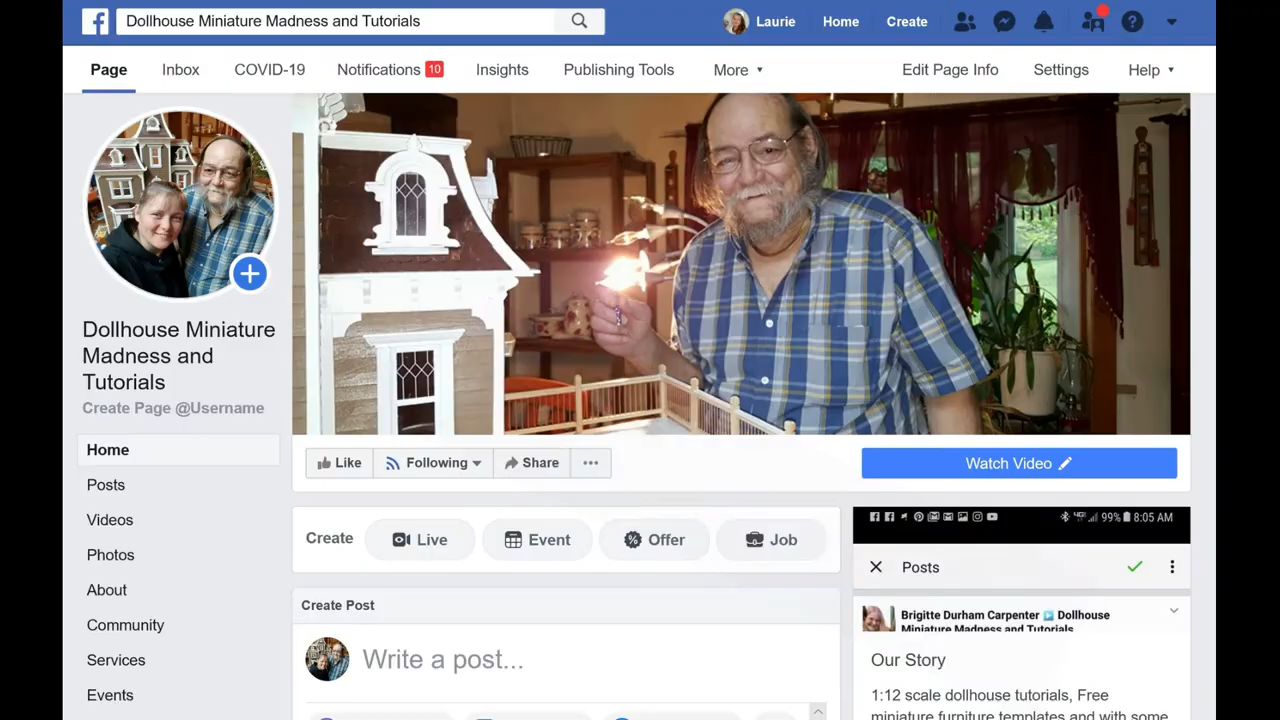 Dollhouse Miniature Madness and Tutorials
Laurie Home Create
Page Inbox COVID-19 Notifications 10 Insights Publishing Tools More Edit Page Info Settings Help
Dollhouse Miniature
Madness and
Tutorials
Create Page @Username
Home
Posts
Videos
Photos
About
Community
Services
Events
Like Following Share ...
Watch Video
Create Live Event Offer Job
Create Post
Write a post...
99% 8:05 AM
Posts
Brigitte Durham Carpenter Dollhouse
Miniature Madness and Tutorials
Our Story
1:12 scale dollhouse tutorials, Free
miniature furniture templates and with some